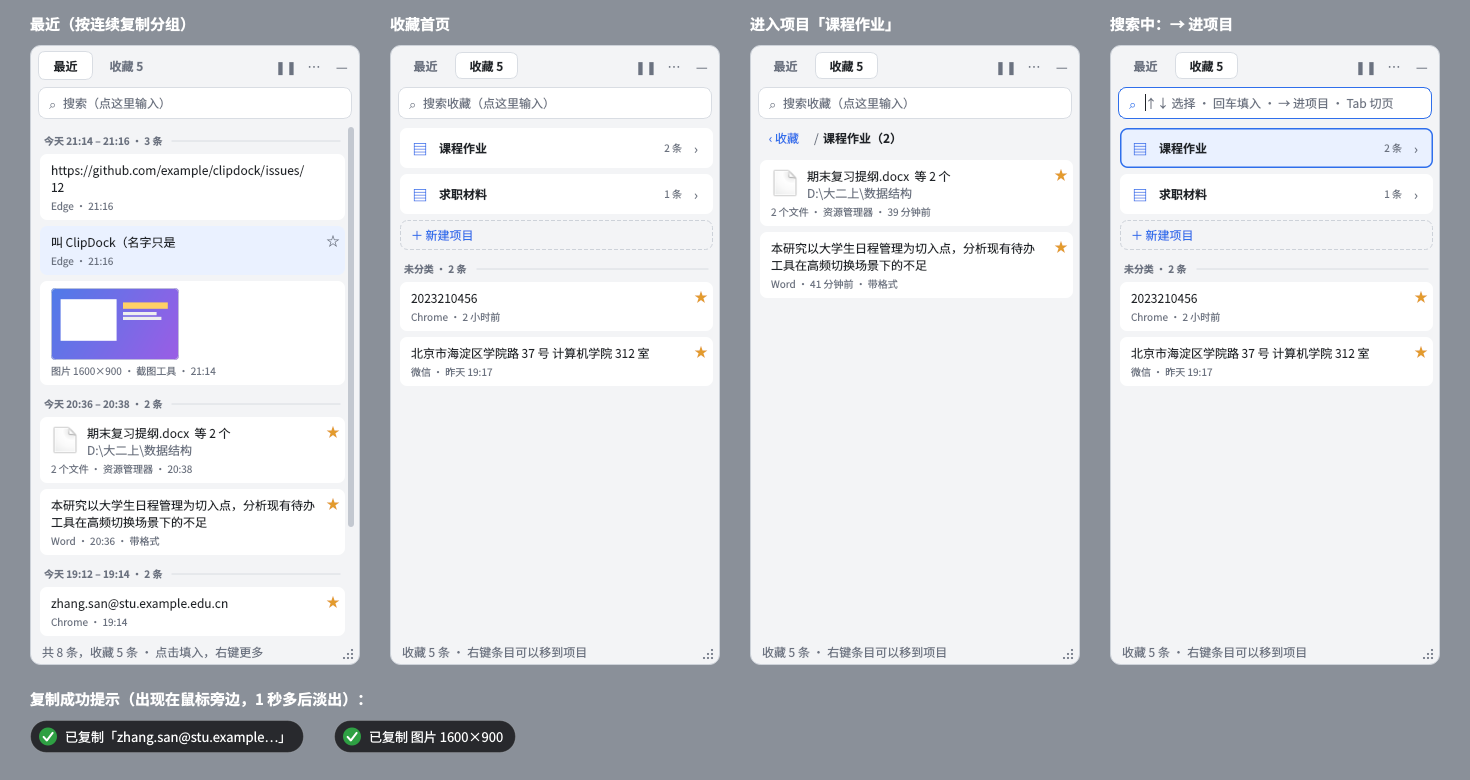 最近（按连续复制分组）
最近 收藏 5
搜索（点这里输入）
今天 21:14 – 21:16 · 3 条
https://github.com/example/clipdock/issues/
12
Edge · 21:16
叫 ClipDock（名字只是
Edge · 21:16
图片 1600×900 · 截图工具 · 21:14
今天 20:36 – 20:38 · 2 条
期末复习提纲.docx 等 2 个
D:\大二上\数据结构
2 个文件 · 资源管理器 · 20:38
本研究以大学生日程管理为切入点，分析现有待办
工具在高频切换场景下的不足
Word · 20:36 · 带格式
今天 19:12 – 19:14 · 2 条
zhang.san@stu.example.edu.cn
Chrome · 19:14
共 8 条，收藏 5 条 · 点击填入，右键更多
收藏首页
最近 收藏 5
搜索收藏（点这里输入）
课程作业 2 条 ›
求职材料 1 条 ›
＋ 新建项目
未分类 · 2 条
2023210456
Chrome · 2 小时前
北京市海淀区学院路 37 号 计算机学院 312 室
微信 · 昨天 19:17
收藏 5 条 · 右键条目可以移到项目
进入项目「课程作业」
最近 收藏 5
搜索收藏（点这里输入）
‹ 收藏 / 课程作业（2）
期末复习提纲.docx 等 2 个
D:\大二上\数据结构
2 个文件 · 资源管理器 · 39 分钟前
本研究以大学生日程管理为切入点，分析现有待办
工具在高频切换场景下的不足
Word · 41 分钟前 · 带格式
收藏 5 条 · 右键条目可以移到项目
搜索中：→ 进项目
最近 收藏 5
↑ ↓ 选择 · 回车填入 · → 进项目 · Tab 切页
课程作业 2 条 ›
求职材料 1 条 ›
＋ 新建项目
未分类 · 2 条
2023210456
Chrome · 2 小时前
北京市海淀区学院路 37 号 计算机学院 312 室
微信 · 昨天 19:17
收藏 5 条 · 右键条目可以移到项目
复制成功提示（出现在鼠标旁边，1 秒多后淡出）：
已复制「zhang.san@stu.example…」
已复制 图片 1600×900